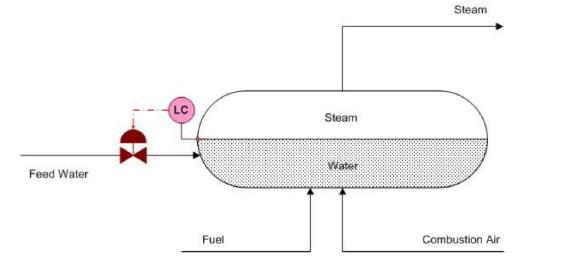 Steam
LC
Steam
Water
Feed Water
Fuel
Combustion Air